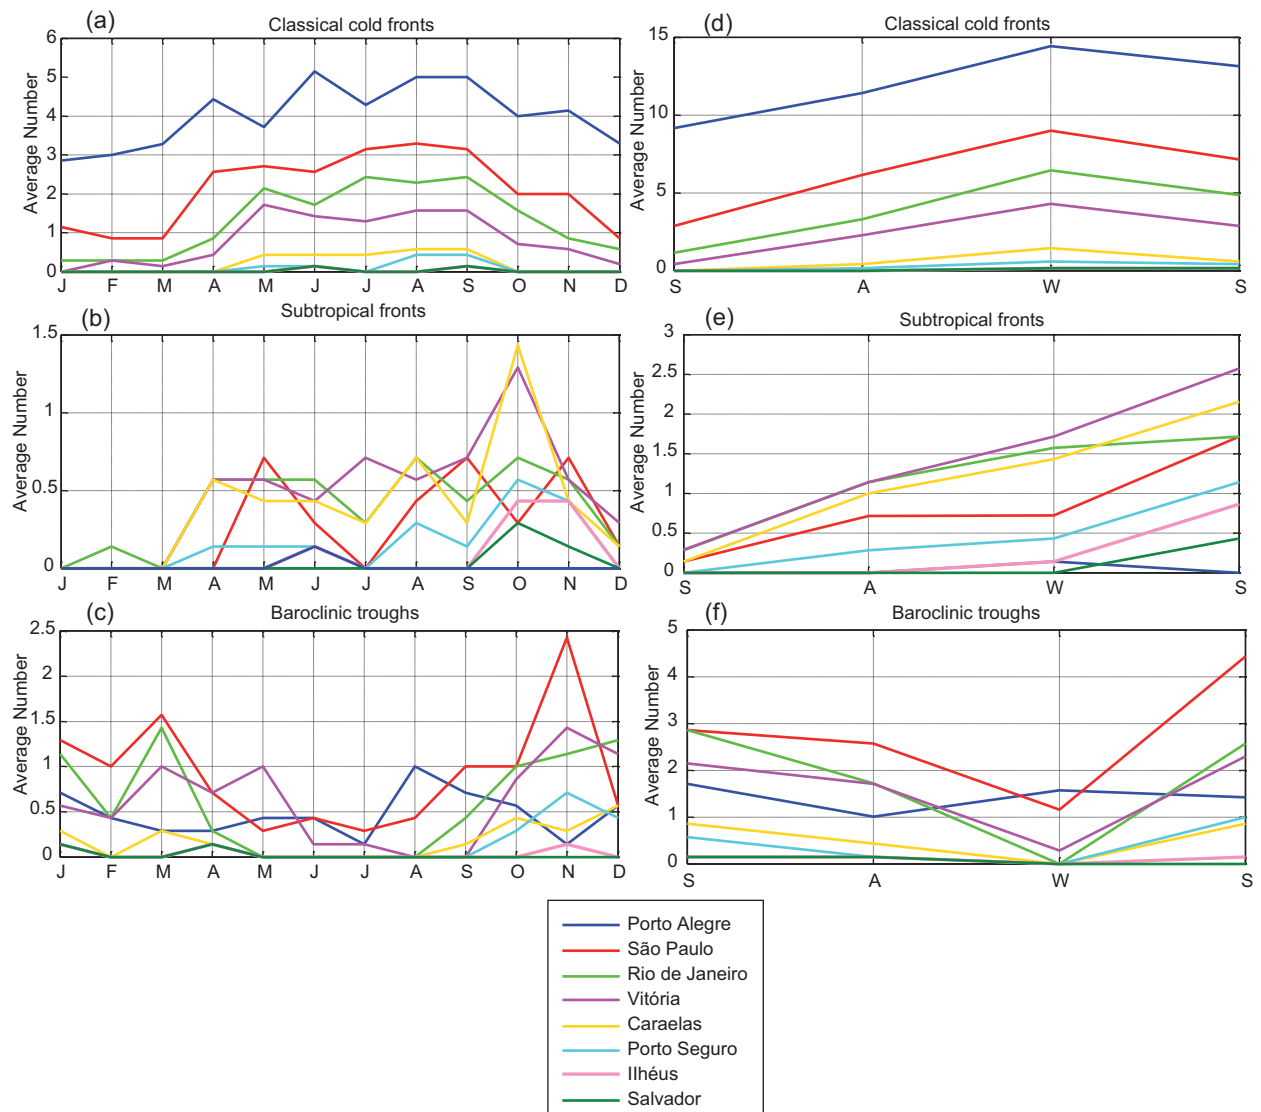 (a)
Classical cold fronts
Average Number
6
5
4
3
2
1
0
J F M A M J J A S O N D
(d)
Classical cold fronts
Average Number
15
10
5
0
S A W S
(b)
Subtropical fronts
Average Number
1.5
1
0.5
0
J F M A M J J A S O N D
(e)
Subtropical fronts
Average Number
3
2.5
2
1.5
1
0.5
0
S A W S
(c)
Baroclinic troughs
Average Number
2.5
2
1.5
1
0.5
0
J F M A M J J A S O N D
(f)
Baroclinic troughs
Average Number
5
4
3
2
1
0
S A W S
Porto Alegre
São Paulo
Rio de Janeiro
Vitória
Caraelas
Porto Seguro
Ilhéus
Salvador